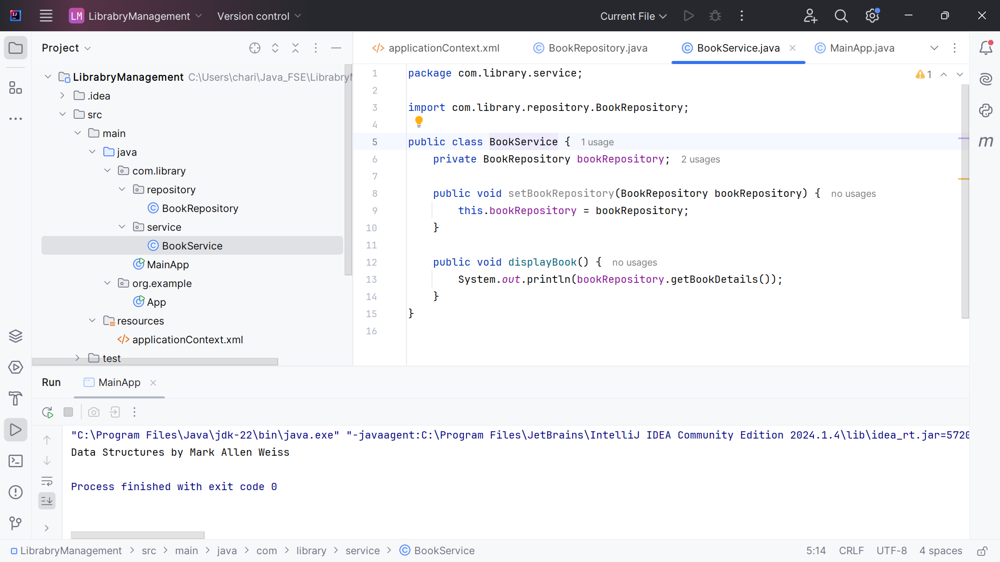 LM LibrabryManagement Version control Current File
Project
LibrabryManagement C:\Users\chari\Java_FSE\Librabry
.idea
src
main
java
com.library
repository
BookRepository
service
BookService
MainApp
org.example
App
resources
applicationContext.xml
test
applicationContext.xml BookRepository.java BookService.java MainApp.java
1 package com.library.service;
1
2
3 import com.library.repository.BookRepository;
4
5 public class BookService { 1 usage
6 private BookRepository bookRepository; 2 usages
7
8 public void setBookRepository(BookRepository bookRepository) { no usages
9 this.bookRepository = bookRepository;
10 }
11
12 public void displayBook() { no usages
13 System.out.println(bookRepository.getBookDetails());
14 }
15 }
16
m
Run MainApp
"C:\Program Files\Java\jdk-22\bin\java.exe" "-javaagent:C:\Program Files\JetBrains\IntelliJ IDEA Community Edition 2024.1.4\lib\idea_rt.jar=5720
Data Structures by Mark Allen Weiss
Process finished with exit code 0
LibrabryManagement > src > main > java > com > library > service > BookService 5:14 CRLF UTF-8 4 spaces